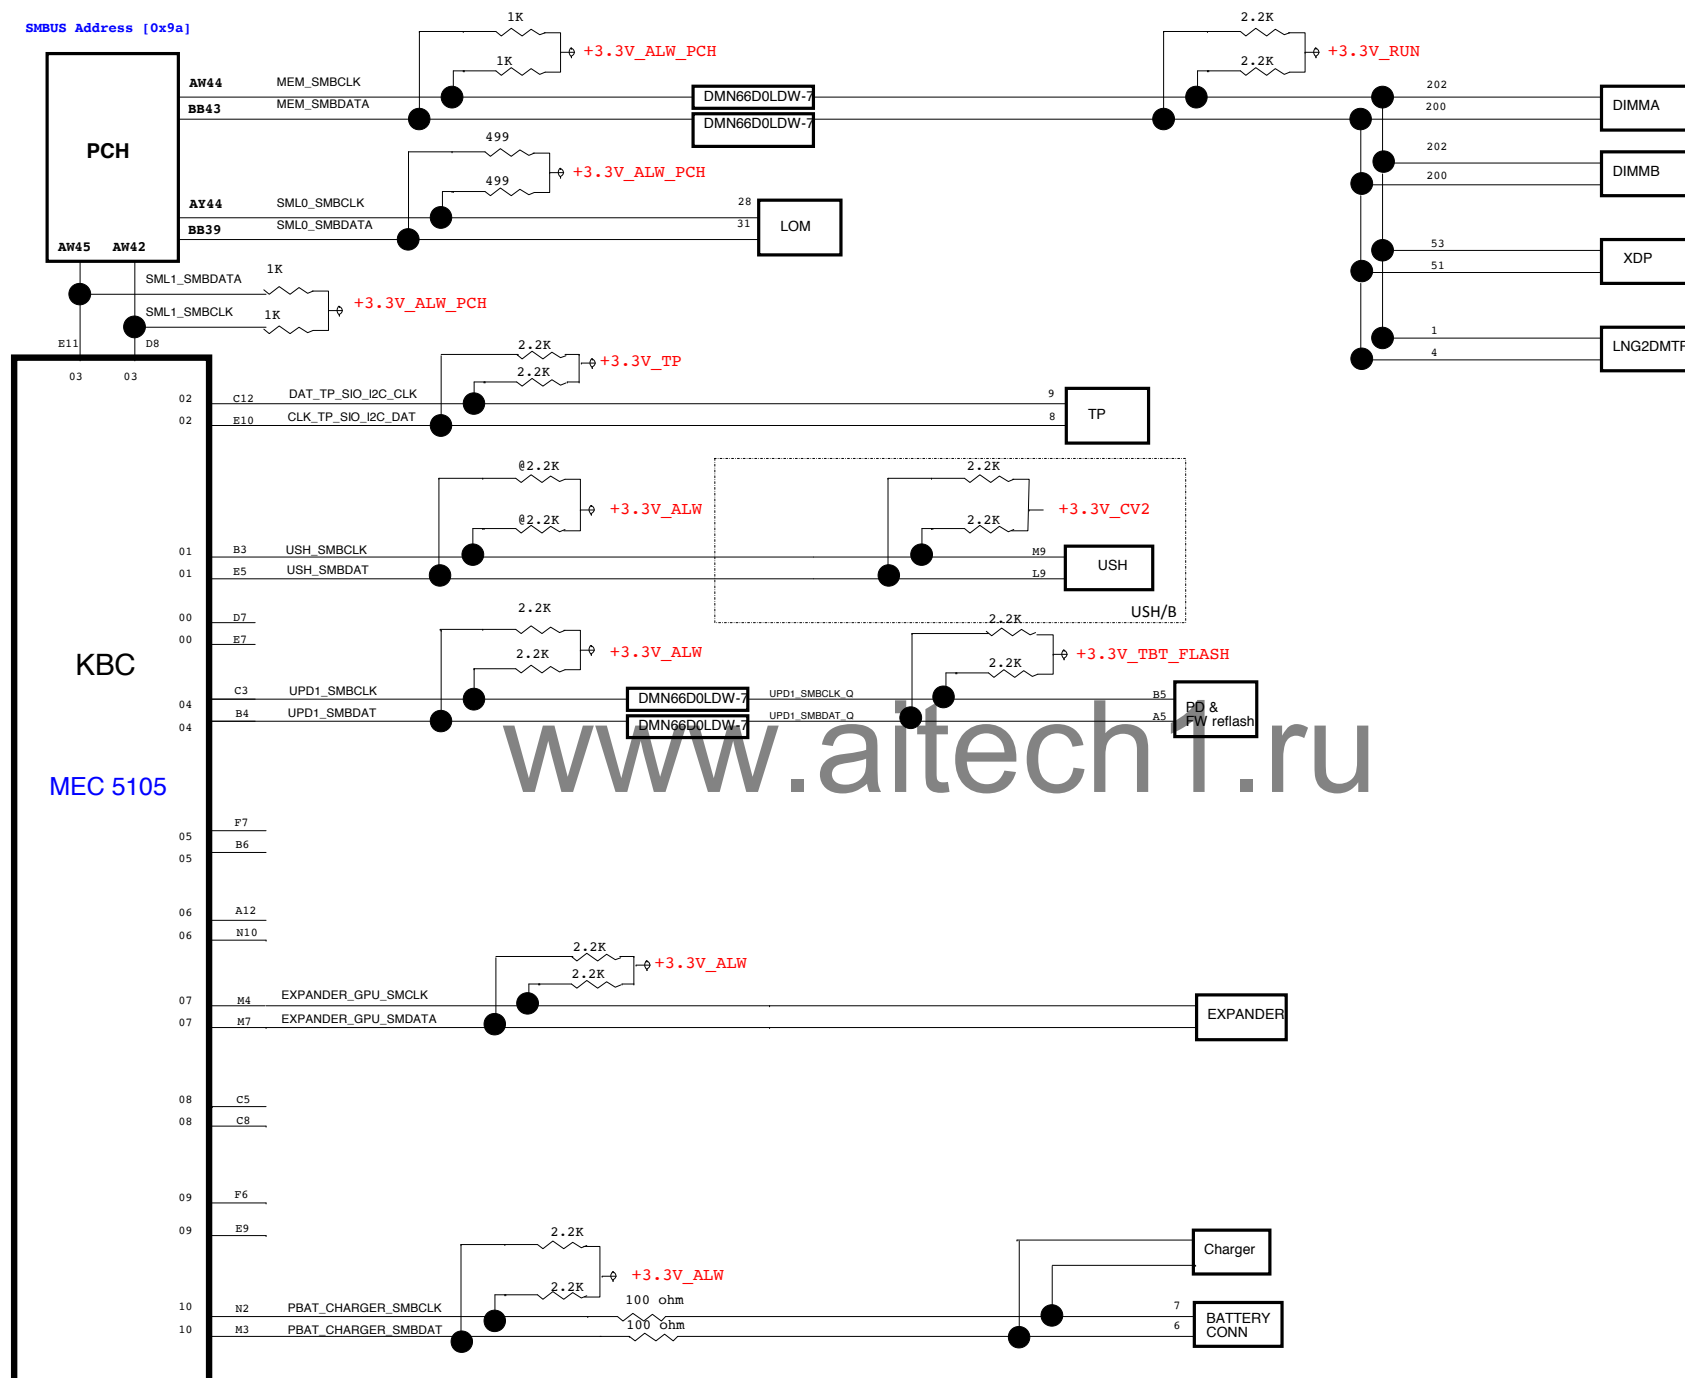 SMBUS Address [0x9a]
1K
+3.3V_ALW_PCH
1K
2.2K
+3.3V_RUN
2.2K
PCH
AW44 MEM_SMBCLK
BB43 MEM_SMBDATA
DMN66D0LDW-7
DMN66D0LDW-7
202
200
DIMMA
499
+3.3V_ALW_PCH
499
202
200
DIMMB
AY44 SML0_SMBCLK 28
BB39 SML0_SMBDATA 31
LOM
AW45 AW42
53
51
XDP
SML1_SMBDATA 1K
+3.3V_ALW_PCH
SML1_SMBCLK 1K
1
4
LNG2DMTR
E11 D8
03 03
2.2K
+3.3V_TP
2.2K
02 C12 DAT_TP_SIO_I2C_CLK 9
02 E10 CLK_TP_SIO_I2C_DAT 8
TP
@2.2K
+3.3V_ALW
@2.2K
2.2K
+3.3V_CV2
2.2K
01 B3 USH_SMBCLK M9
01 E5 USH_SMBDAT L9
USH
USH/B
00 D7
00 E7
KBC
2.2K
+3.3V_ALW
2.2K
2.2K
+3.3V_TBT_FLASH
2.2K
04 C3 UPD1_SMBCLK DMN66D0LDW-7 UPD1_SMBCLK_Q B5
04 B4 UPD1_SMBDAT DMN66D0LDW-7 UPD1_SMBDAT_Q A5
PD &
FW reflash
www.aitech1.ru
MEC 5105
05 F7
05 B6
06 A12
06 N10
2.2K
+3.3V_ALW
2.2K
07 M4 EXPANDER_GPU_SMCLK
07 M7 EXPANDER_GPU_SMDATA
EXPANDER
08 C5
08 C8
09 F6
09 E9
2.2K
+3.3V_ALW
2.2K
Charger
10 N2 PBAT_CHARGER_SMBCLK 100 ohm 7
10 M3 PBAT_CHARGER_SMBDAT 100 ohm 6
BATTERY
CONN